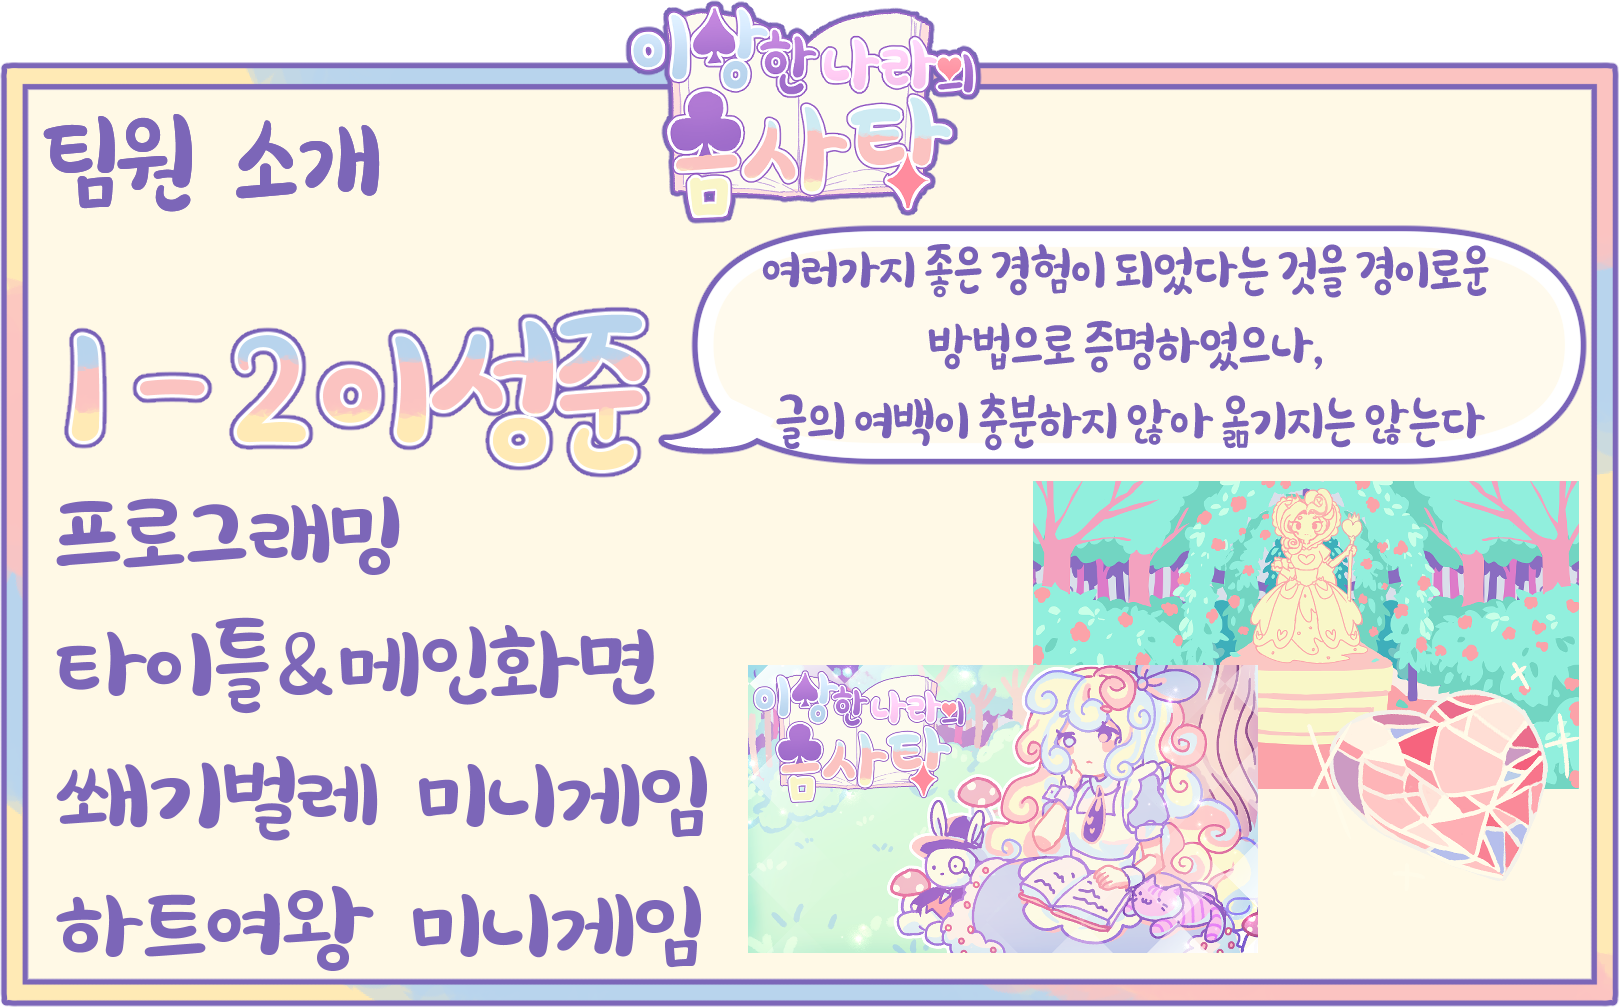 이상한 나라의
음사탕
팀원 소개
여러가지 좋은 경험이 되었다는 것을 경이로운
방법으로 증명하였으나,
글의 여백이 충분하지 않아 옮기지는 않는다
1-2이성준
프로그래밍
타이틀&메인화면
쐐기벌레 미니게임
하트여왕 미니게임
이상한 나라의
음사탕